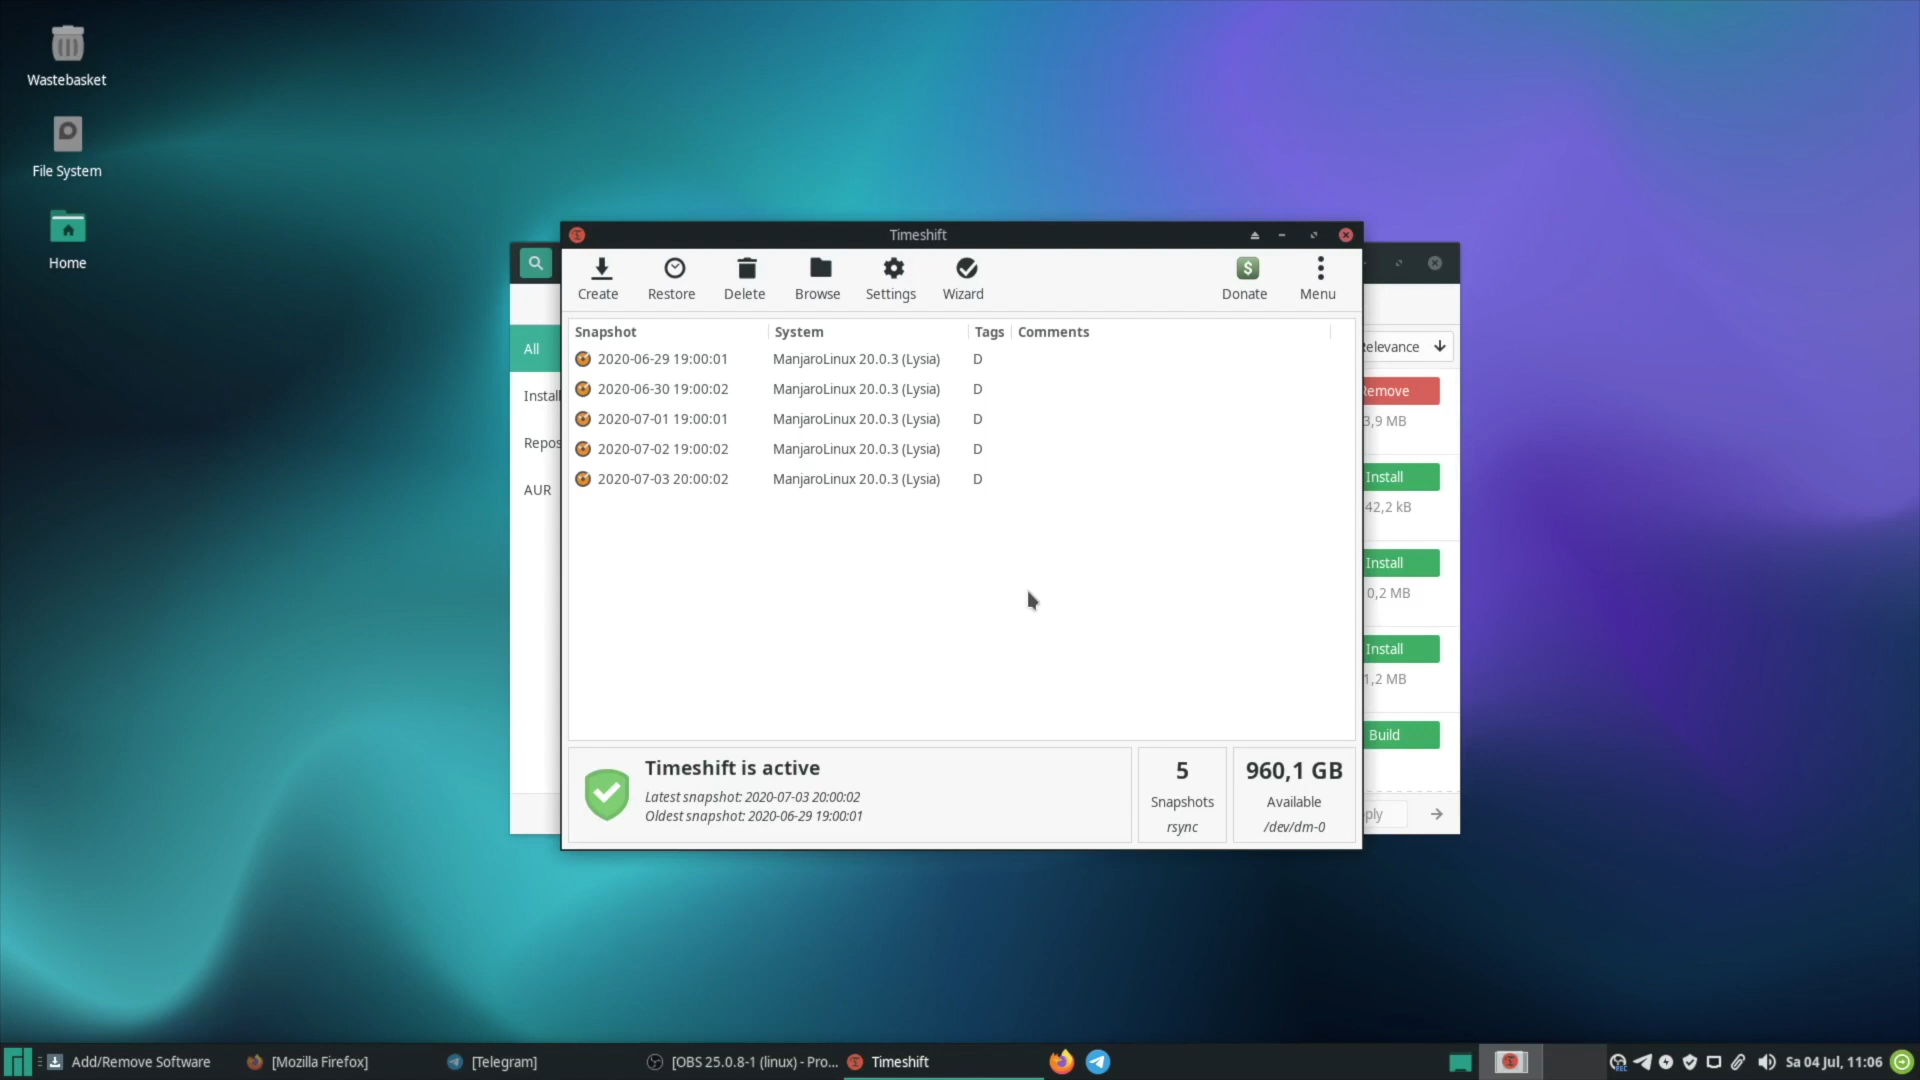 Wastebasket
File System
Home
Timeshift
Create Restore Delete Browse Settings Wizard Donate Menu
Snapshot System Tags Comments
2020-06-29 19:00:01 ManjaroLinux 20.0.3 (Lysia) D
2020-06-30 19:00:02 ManjaroLinux 20.0.3 (Lysia) D
2020-07-01 19:00:01 ManjaroLinux 20.0.3 (Lysia) D
2020-07-02 19:00:02 ManjaroLinux 20.0.3 (Lysia) D
2020-07-03 20:00:02 ManjaroLinux 20.0.3 (Lysia) D
Timeshift is active
Latest snapshot: 2020-07-03 20:00:02
Oldest snapshot: 2020-06-29 19:00:01
5
Snapshots
rsync
960,1 GB
Available
/dev/dm-0
All
Install
Repos
AUR
Relevance
Remove
3,9 MB
Install
42,2 kB
Install
0,2 MB
Install
1,2 MB
Build
ply
Add/Remove Software [Mozilla Firefox] [Telegram] [OBS 25.0.8-1 (linux) - Pro... Timeshift REC Sa 04 Jul, 11:06